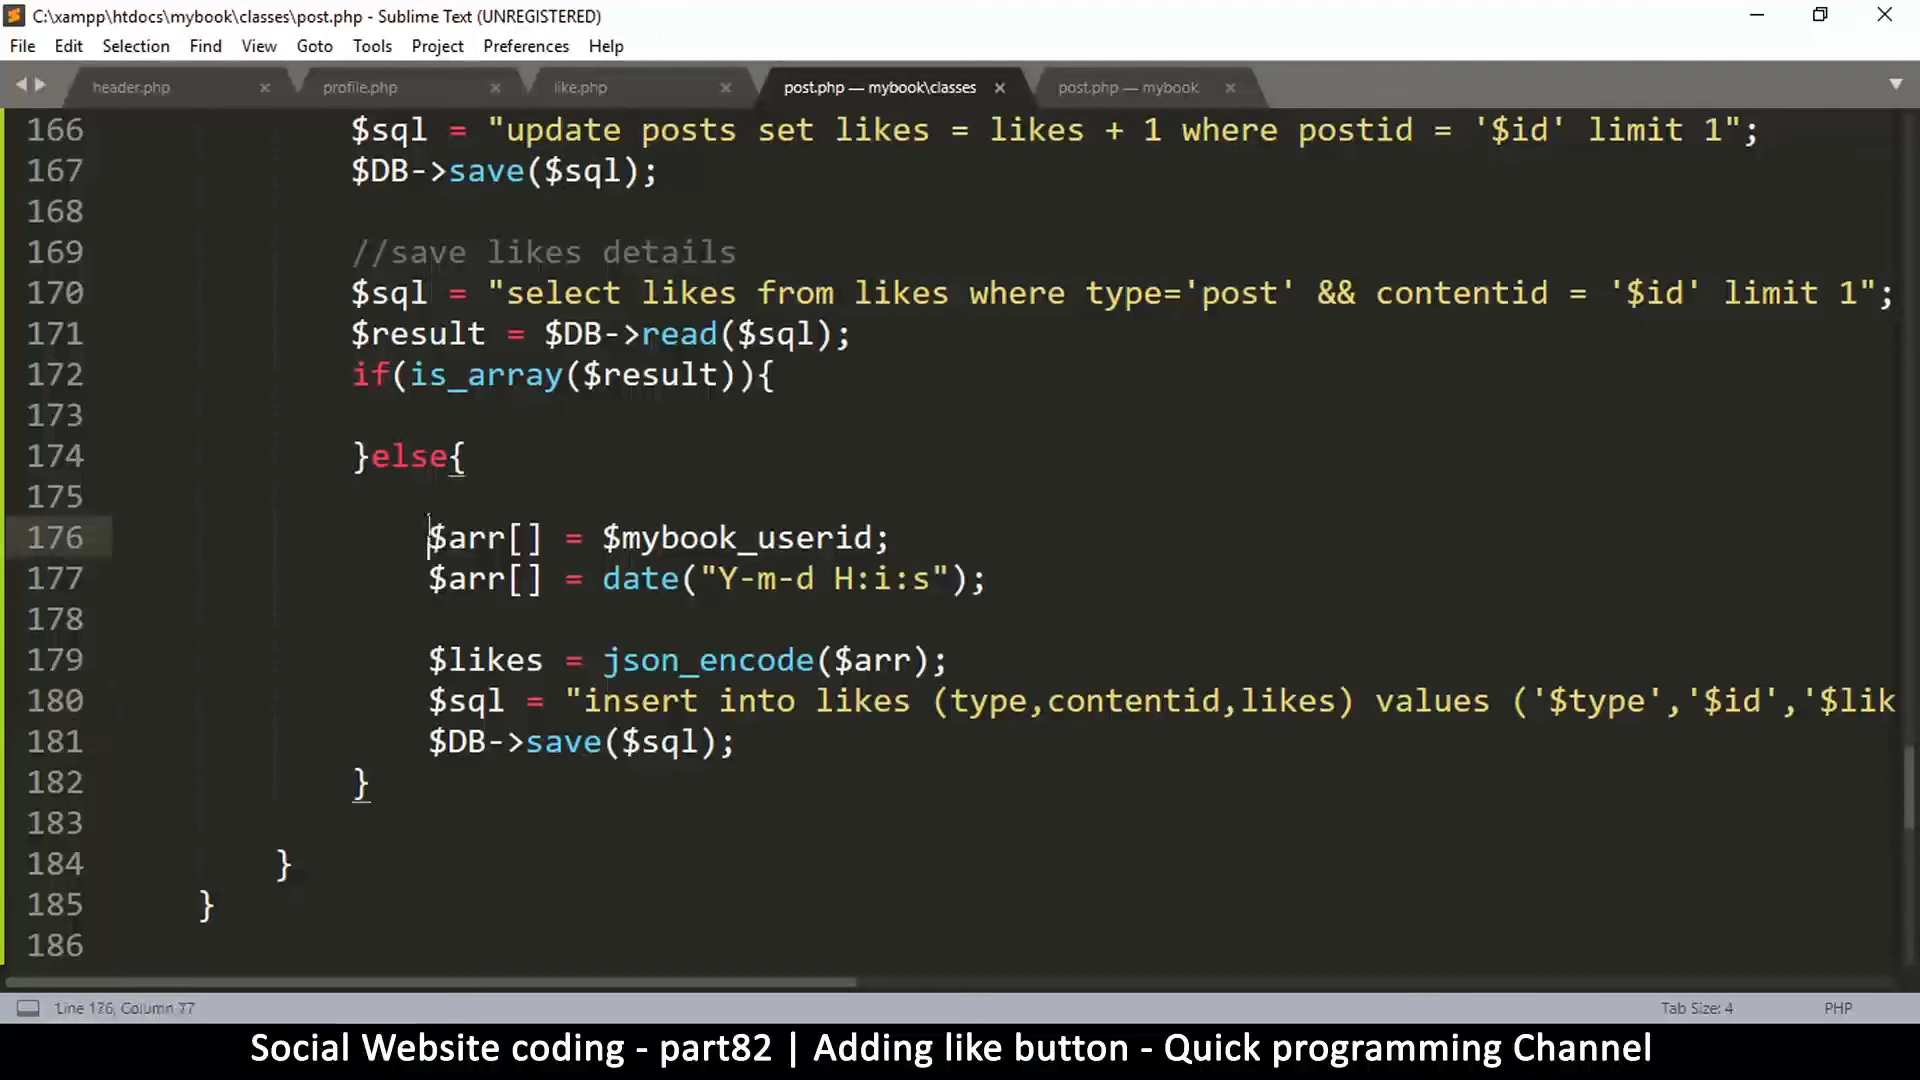 C:\xampp\htdocs\mybook\classes\post.php - Sublime Text (UNREGISTERED)
File Edit Selection Find View Goto Tools Project Preferences Help
header.php × profile.php × like.php × post.php — mybook\classes × post.php — mybook ×
166 $sql = "update posts set likes = likes + 1 where postid = '$id' limit 1";
167 $DB->save($sql);
168
169 //save likes details
170 $sql = "select likes from likes where type='post' && contentid = '$id' limit 1";
171 $result = $DB->read($sql);
172 if(is_array($result)){
173
174 }else{
175
176 $arr[] = $mybook_userid;
177 $arr[] = date("Y-m-d H:i:s");
178
179 $likes = json_encode($arr);
180 $sql = "insert into likes (type,contentid,likes) values ('$type','$id','$lik
181 $DB->save($sql);
182 }
183
184 }
185 }
186
Line 176, Column 17 Tab Size: 4 PHP
Social Website coding - part82 | Adding like button - Quick programming Channel